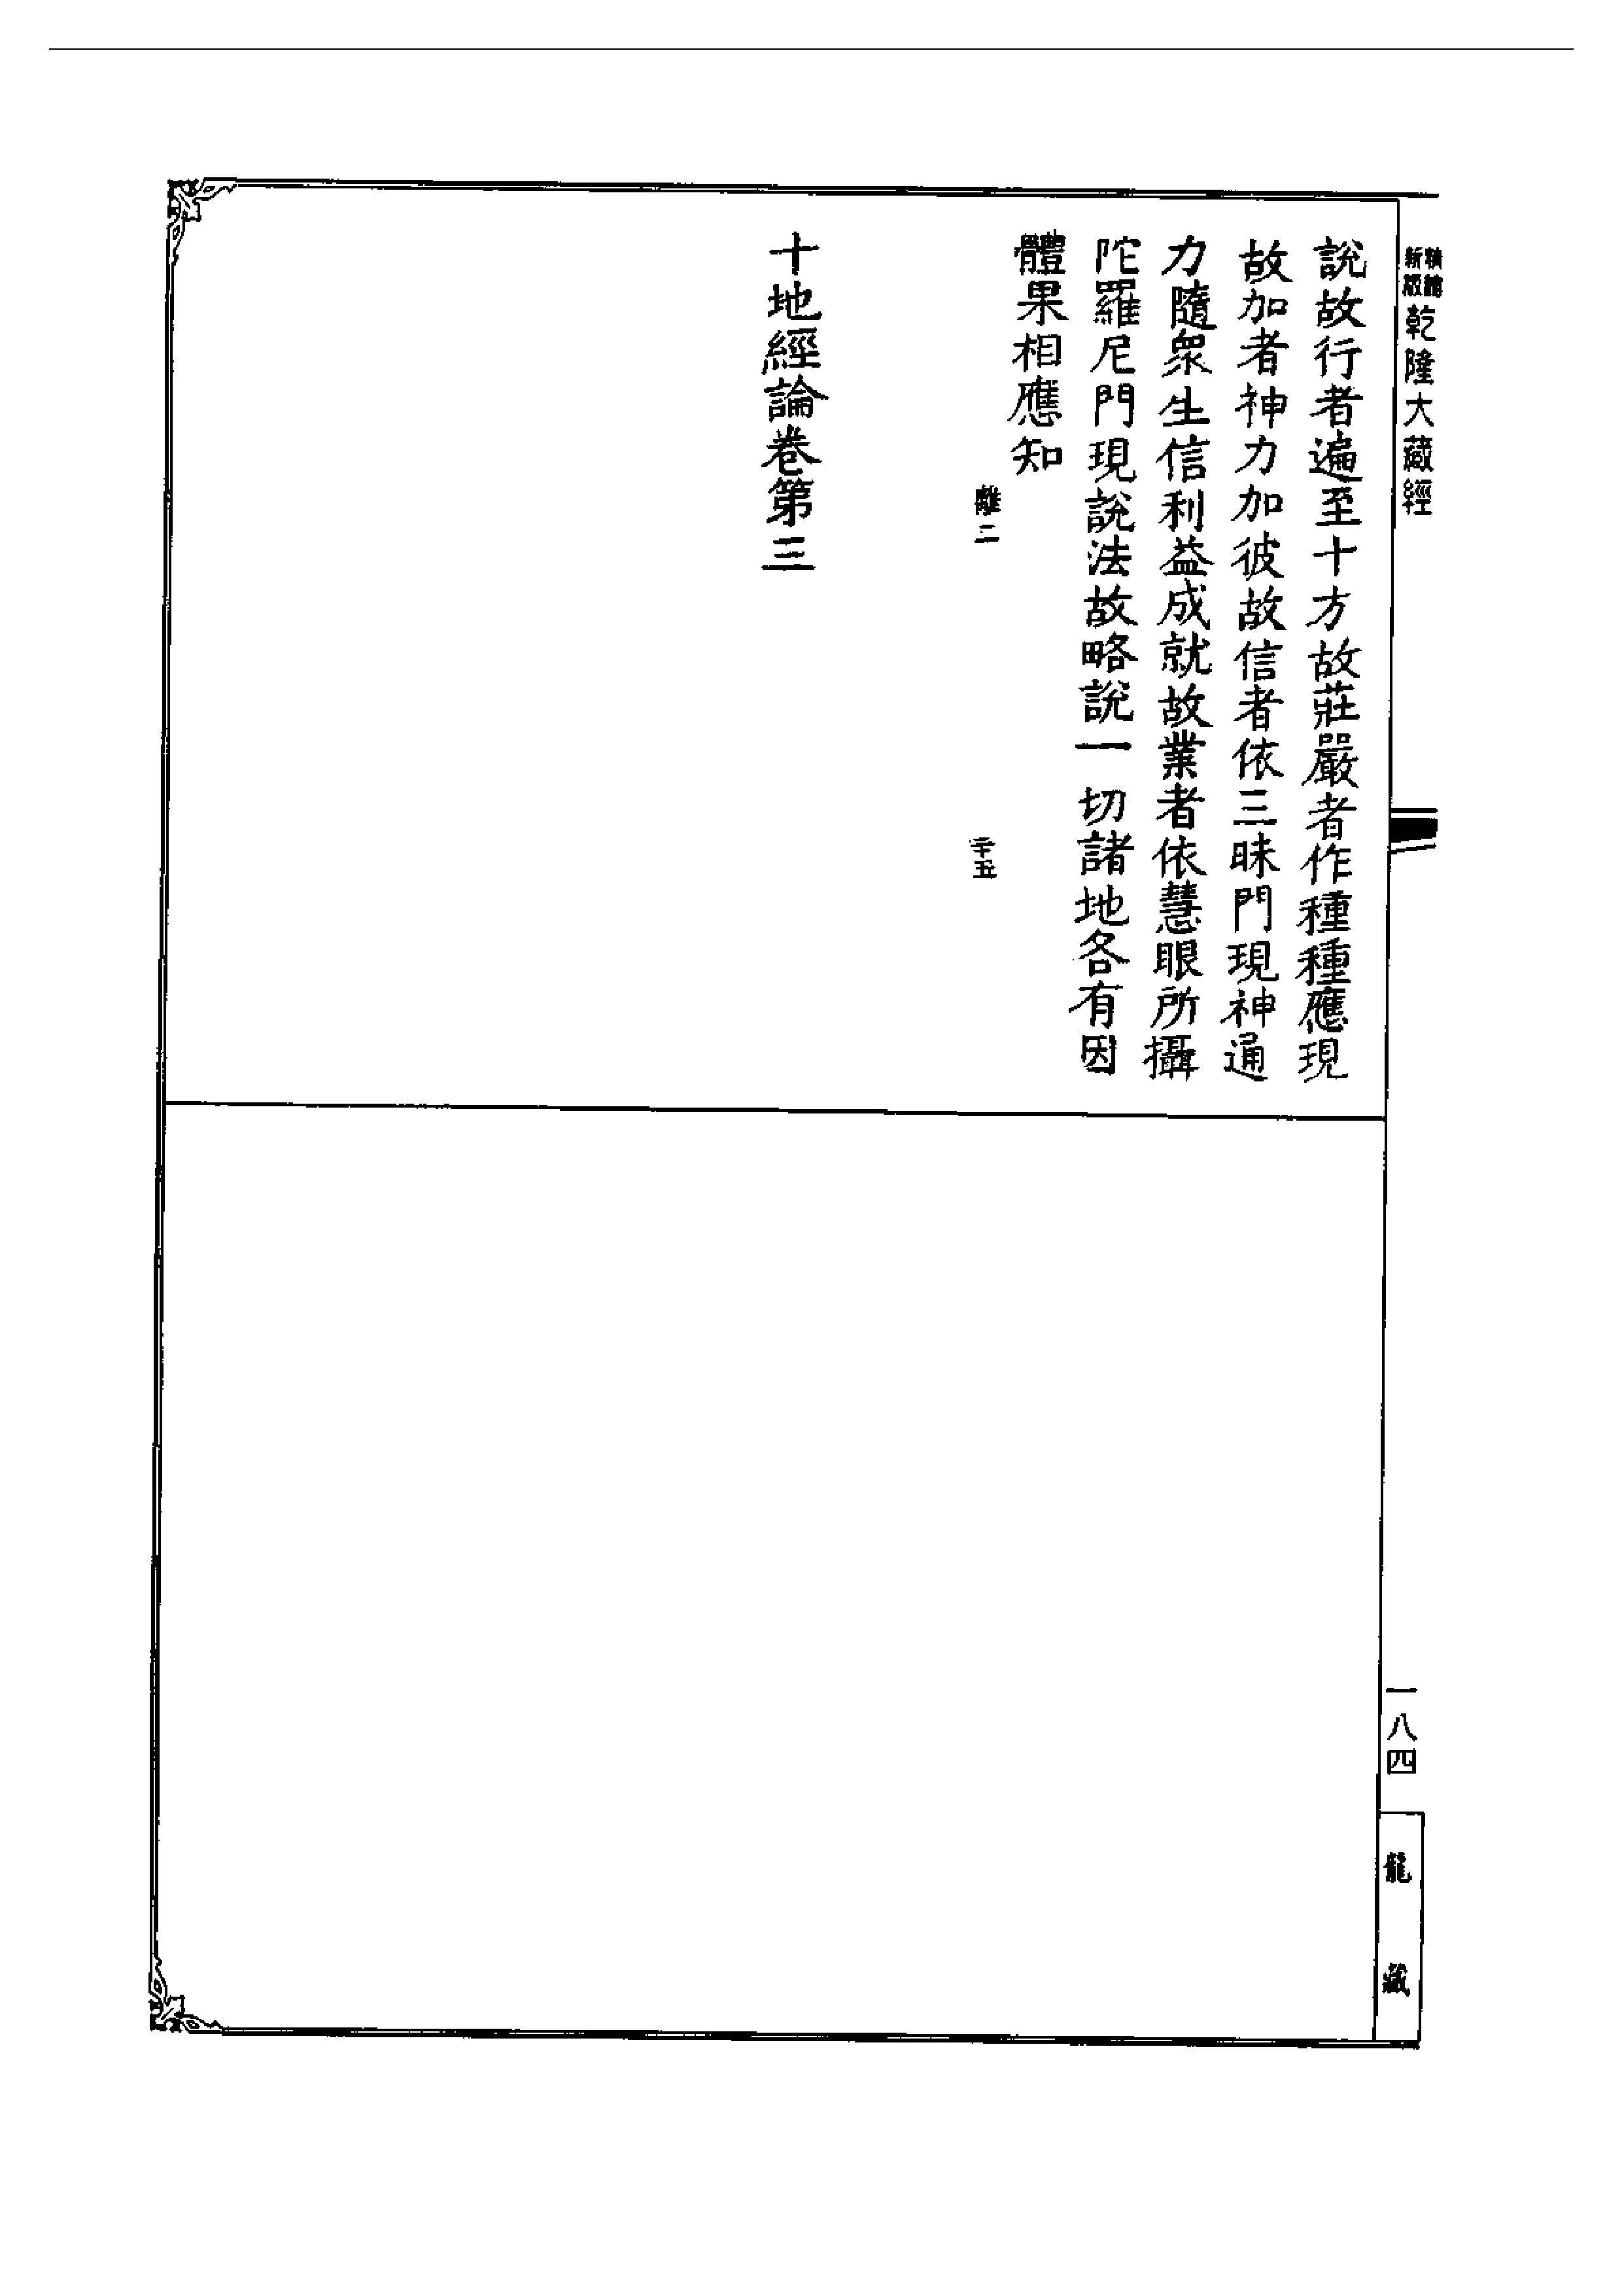 新版
精縮
乾隆大藏經
說故行者遍至十方故莊嚴者作種種應現
故加者神力加彼故信者依三昧門現神通
力隨衆生信利益成就故業者依慧眼所攝
陀羅尼門現說法故略說一切諸地各有因
體果相應知
離二
二十五
十地經論卷第三
一八四
龍藏